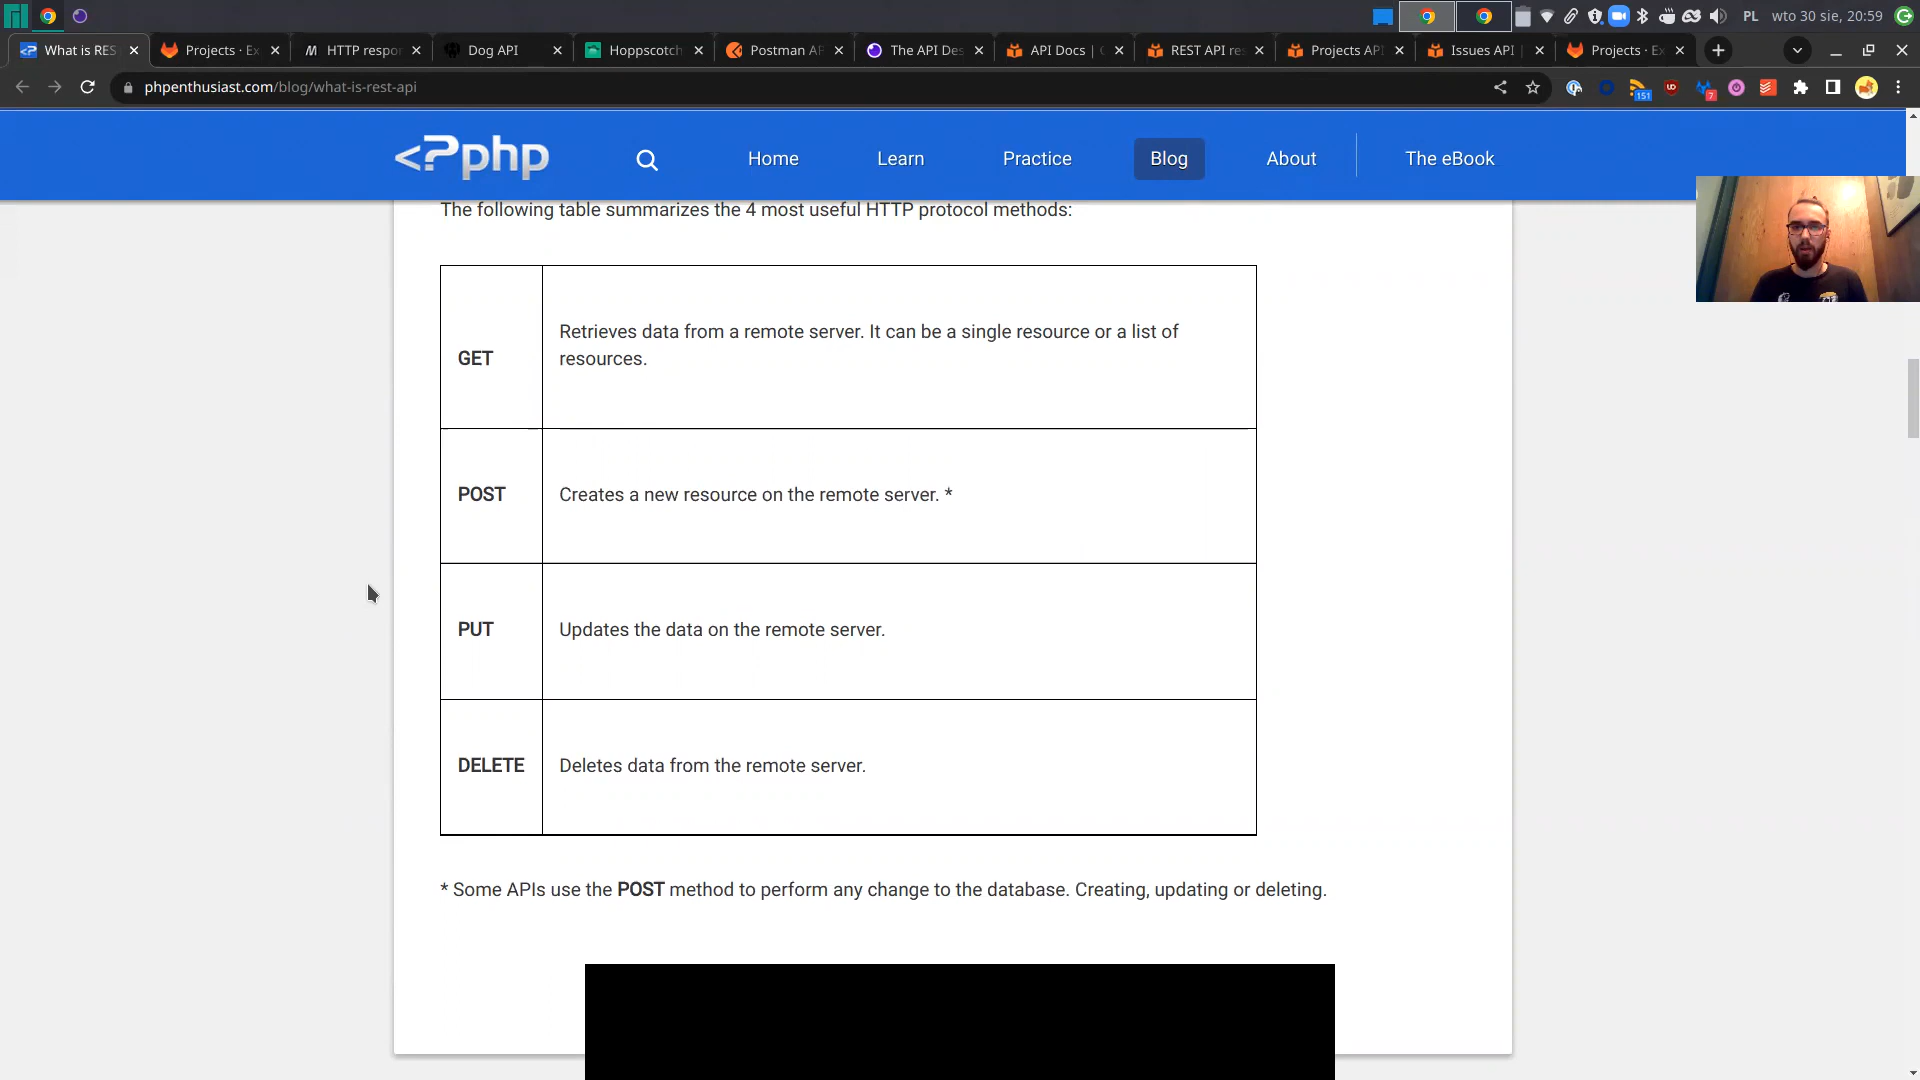 PL wto 30 sie, 20:59
What is RES Projects · Ex HTTP respon Dog API Hoppscotch Postman AP The API Des API Docs | REST API re Projects API Issues API | Projects · Ex
phpenthusiast.com/blog/what-is-rest-api
151 7
<?php Home Learn Practice Blog About The eBook
The following table summarizes the 4 most useful HTTP protocol methods:
GET
Retrieves data from a remote server. It can be a single resource or a list of
resources.
POST Creates a new resource on the remote server. *
PUT Updates the data on the remote server.
DELETE Deletes data from the remote server.
* Some APIs use the POST method to perform any change to the database. Creating, updating or deleting.